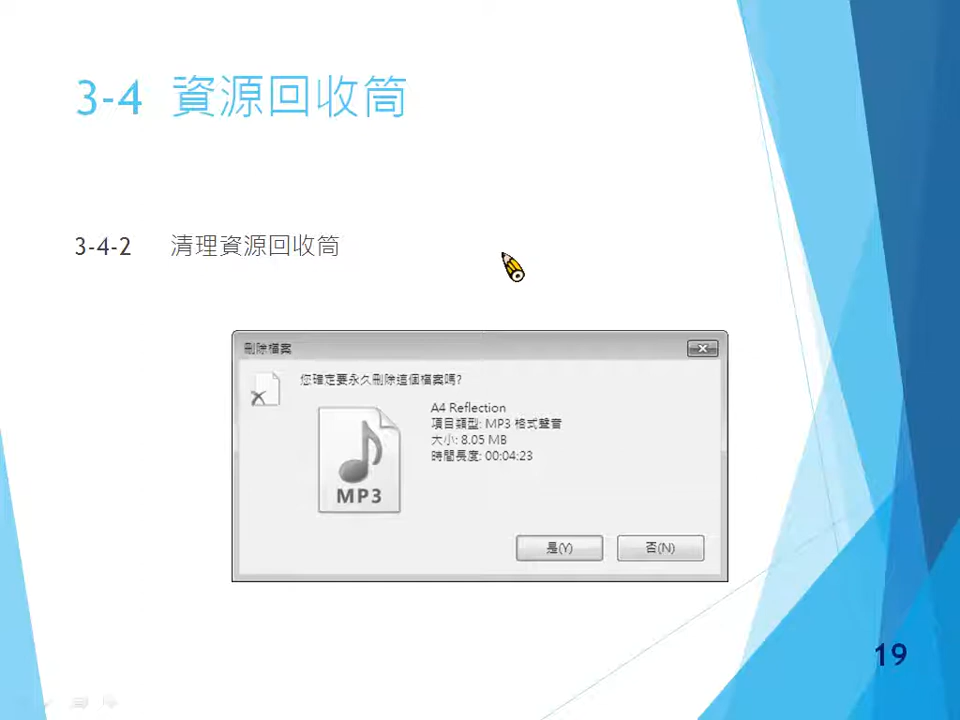 3-4 資源回收筒
3-4-2 清理資源回收筒
刪除檔案
您確定要永久刪除這個檔案嗎?
A4 Reflection
項目類型: MP3 格式聲音
大小: 8.05 MB
時間長度: 00:04:23
MP3
是(Y)
否(N)
19